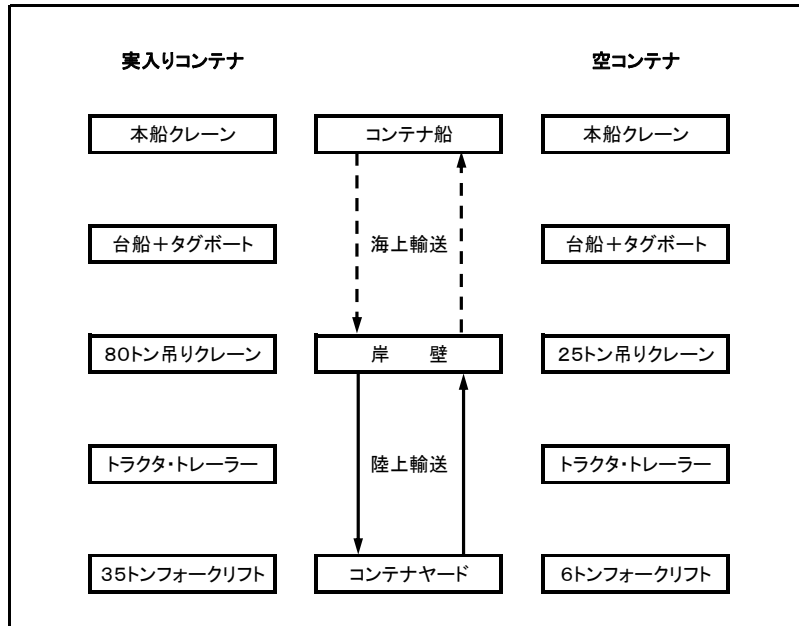 実入りコンテナ
空コンテナ
本船クレーン
コンテナ船
本船クレーン
台船＋タグボート
海上輸送
台船＋タグボート
80トン吊りクレーン
岸　　壁
25トン吊りクレーン
トラクタ・トレーラー
陸上輸送
トラクタ・トレーラー
35トンフォークリフト
コンテナヤード
6トンフォークリフト